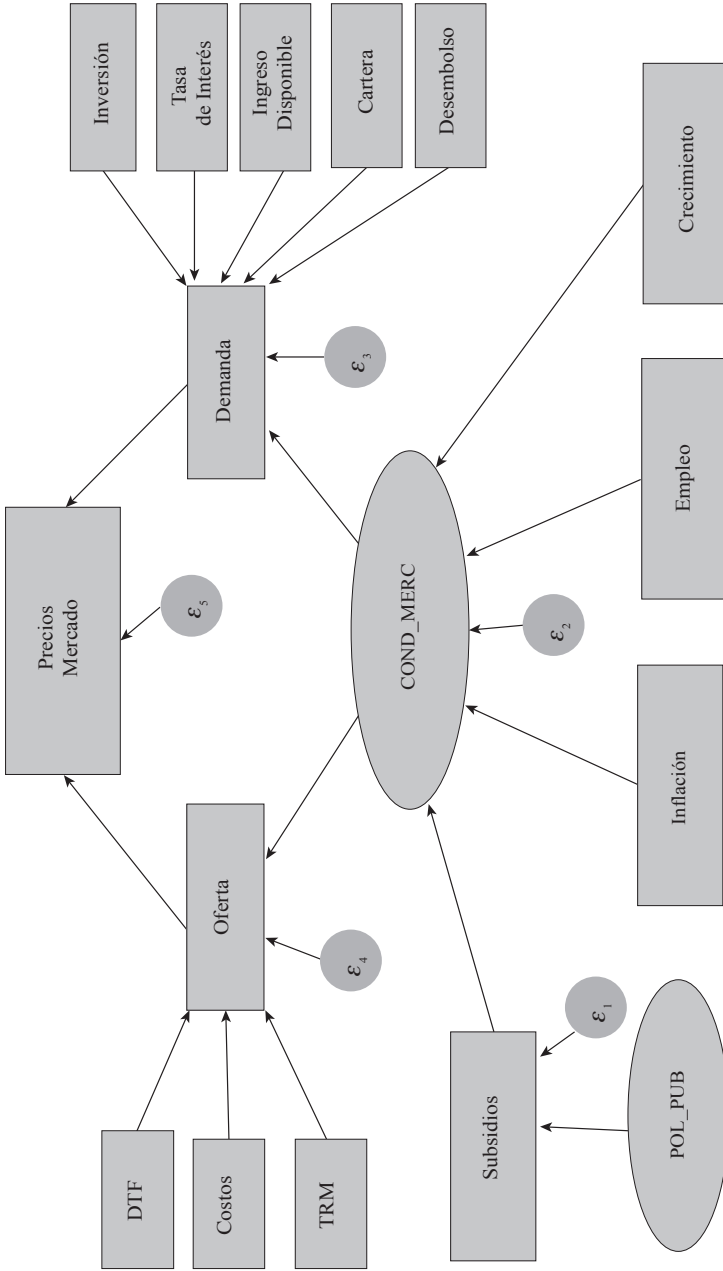 Precios
Mercado
ε5
DTF
Costos
TRM
Oferta
ε4
Demanda
ε3
Inversión
Tasa
de Interés
Ingreso
Disponible
Cartera
Desembolso
COND_MERC
ε2
Subsidios
ε1
POL_PUB
Inflación
Empleo
Crecimiento